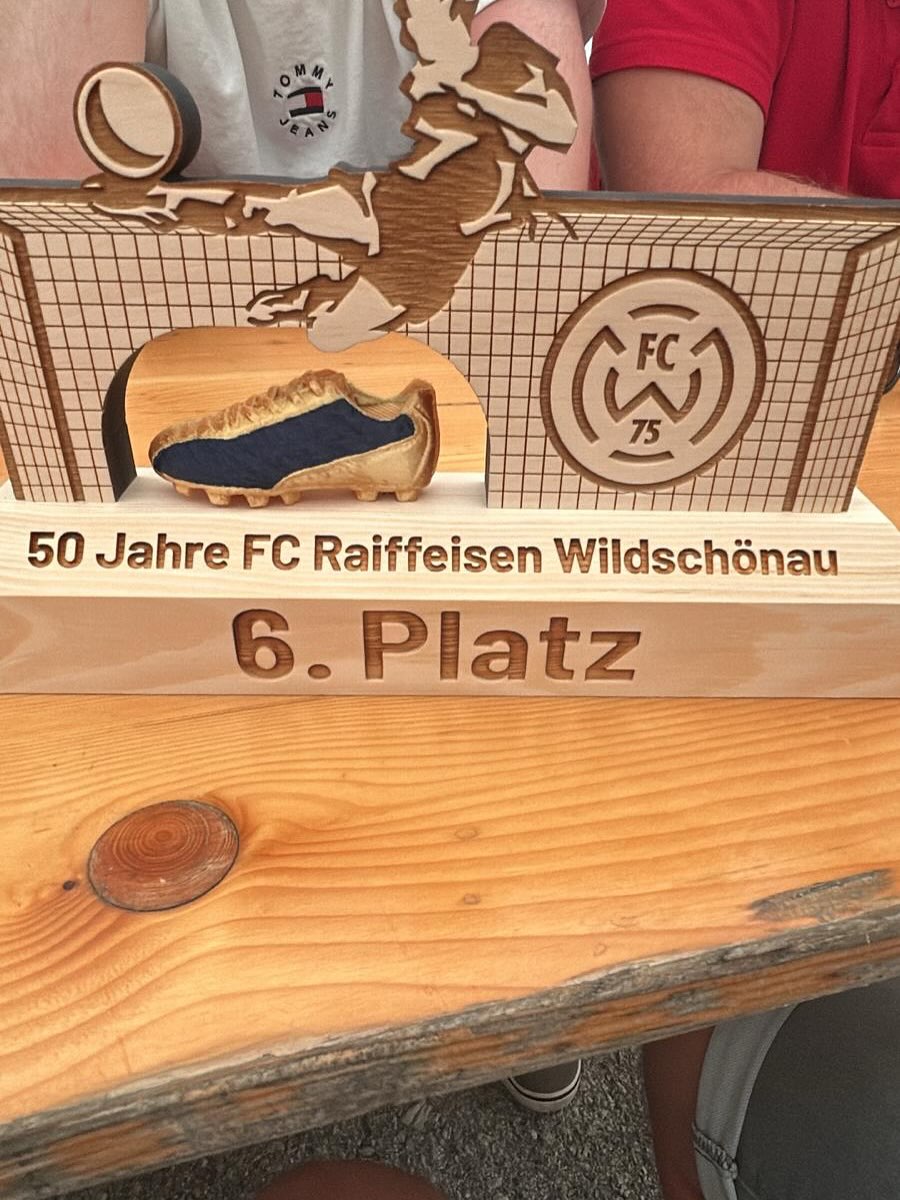 TOMMY
JEANS
FC
W
75
50 Jahre FC Raiffeisen Wildschönau
6. Platz